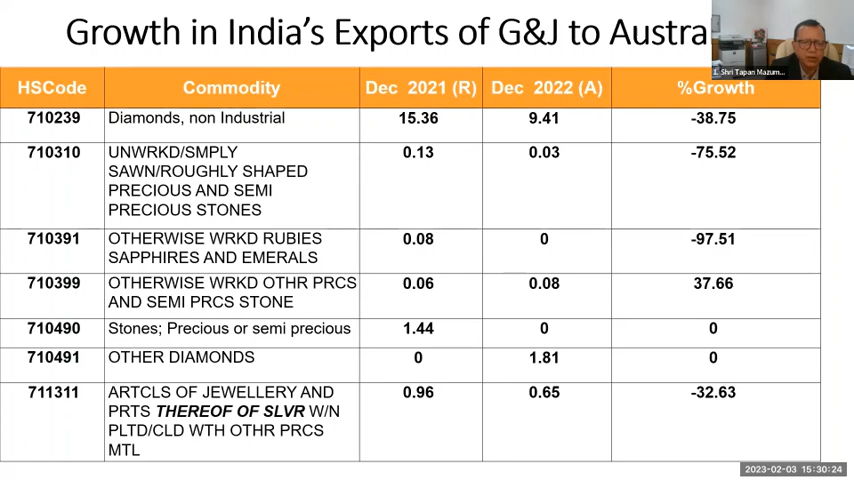 Growth in India's Exports of G&J to Austra
1. Shri Tapan Mazum...
HSCode Commodity Dec 2021 (R) Dec 2022 (A) %Growth
710239 Diamonds, non Industrial 15.36 9.41 -38.75
710310 UNWRKD/SMPLY 0.13 0.03 -75.52
SAWN/ROUGHLY SHAPED
PRECIOUS AND SEMI
PRECIOUS STONES
710391 OTHERWISE WRKD RUBIES 0.08 0 -97.51
SAPPHIRES AND EMERALS
710399 OTHERWISE WRKD OTHR PRCS 0.06 0.08 37.66
AND SEMI PRCS STONE
710490 Stones; Precious or semi precious 1.44 0 0
710491 OTHER DIAMONDS 0 1.81 0
711311 ARTCLS OF JEWELLERY AND 0.96 0.65 -32.63
PRTS THEREOF OF SLVR W/N
PLTD/CLD WTH OTHR PRCS
MTL
2023-02-03 15:30:24